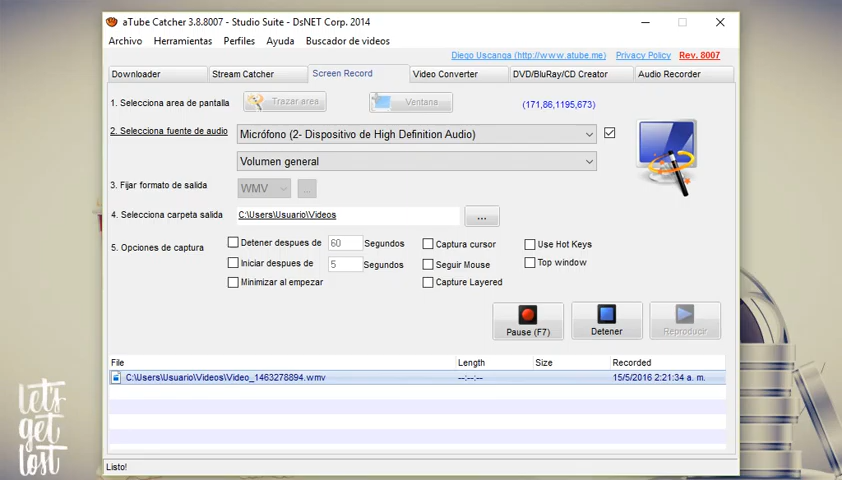 aTube Catcher 3.8.8007 - Studio Suite - DsNET Corp. 2014
Archivo Herramientas Perfiles Ayuda Buscador de videos
Diego Uscanga (http://www.atube.me) Privacy Policy Rev. 8007
Downloader Stream Catcher Screen Record Video Converter DVD/BluRay/CD Creator Audio Recorder
1. Selecciona area de pantalla Trazar area Ventana (171,86,1195,673)
2. Selecciona fuente de audio Micrófono (2- Dispositivo de High Definition Audio)
Volumen general
3. Fijar formato de salida WMV ...
4. Selecciona carpeta salida C:\Users\Usuario\Videos ...
5. Opciones de captura Detener despues de 60 Segundos Captura cursor Use Hot Keys
Iniciar despues de 5 Segundos Seguir Mouse Top window
Minimizar al empezar Capture Layered
Pause (F7) Detener Reproducir
File Length Size Recorded
C:\Users\Usuario\Videos\Video_1463278894.wmv --:--:-- 15/5/2016 2:21:34 a. m.
Listo!
let's
get
lost